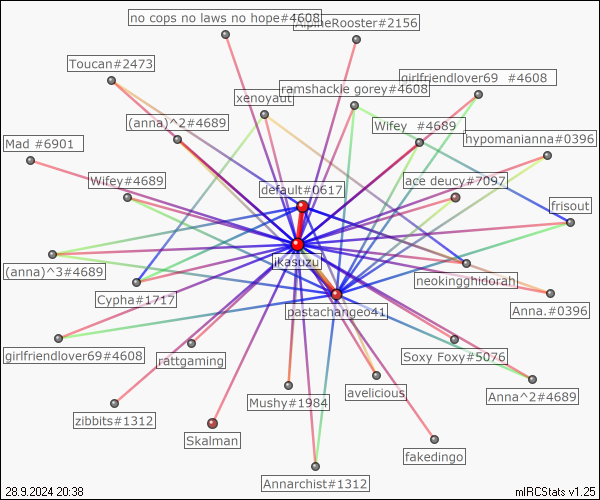 no cops no laws no hope#4608
AlpineRooster#2156
Toucan#2473
girlfriendlover69 #4608
xenoyaut
ramshackle gorey#4608
(anna)^2#4689
Wifey #4689
Mad #6901
hypomanianna#0396
Wifey#4689
default#0617
ace deucy#7097
frisout
jkasuzu
(anna)^3#4689
neokingghidorah
Cypha#1717
pastachangeo41
Anna.#0396
girlfriendlover69#4608
rattgaming
Soxy Foxy#5076
Mushy#1984
avelicious
Anna^2#4689
zibbits#1312
Skalman
fakedingo
Annarchist#1312
28.9.2024 20:38
mIRCStats v1.25